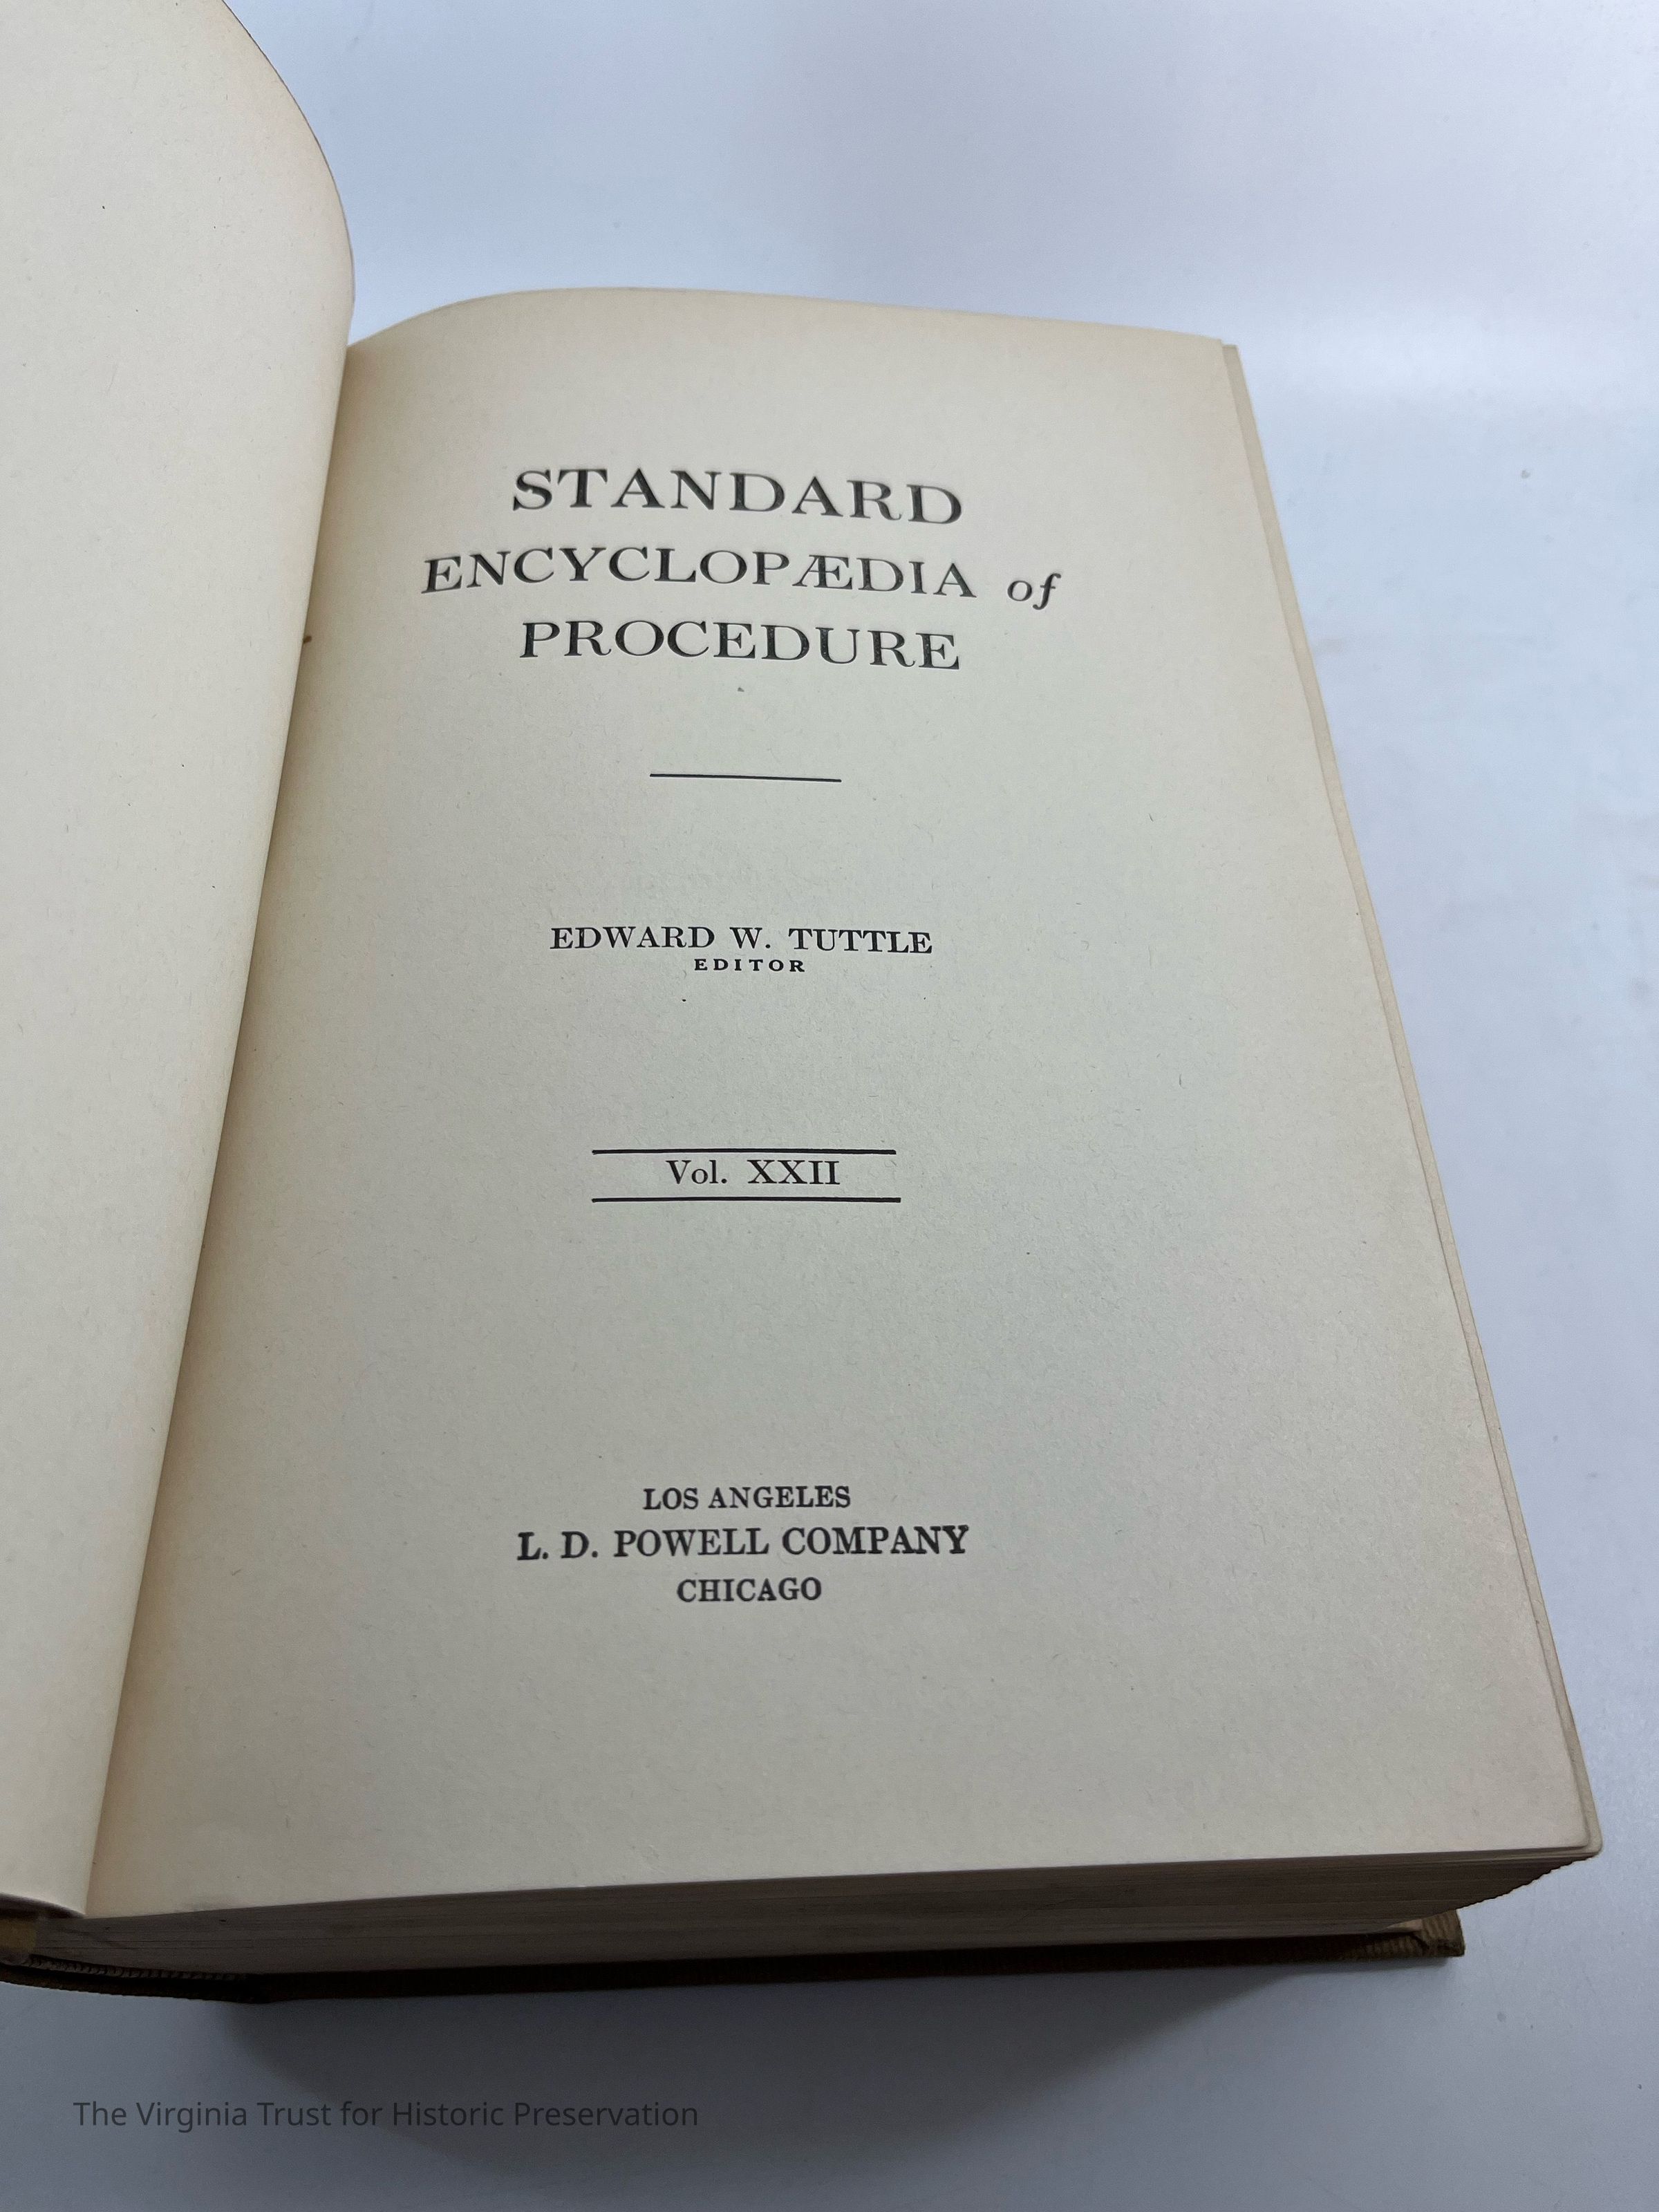 STANDARD
ENCYCLOPÆDIA of
PROCEDURE
EDWARD W. TUTTLE
EDITOR
Vol. XXII
LOS ANGELES
L. D. POWELL COMPANY
CHICAGO
The Virginia Trust for Historic Preservation